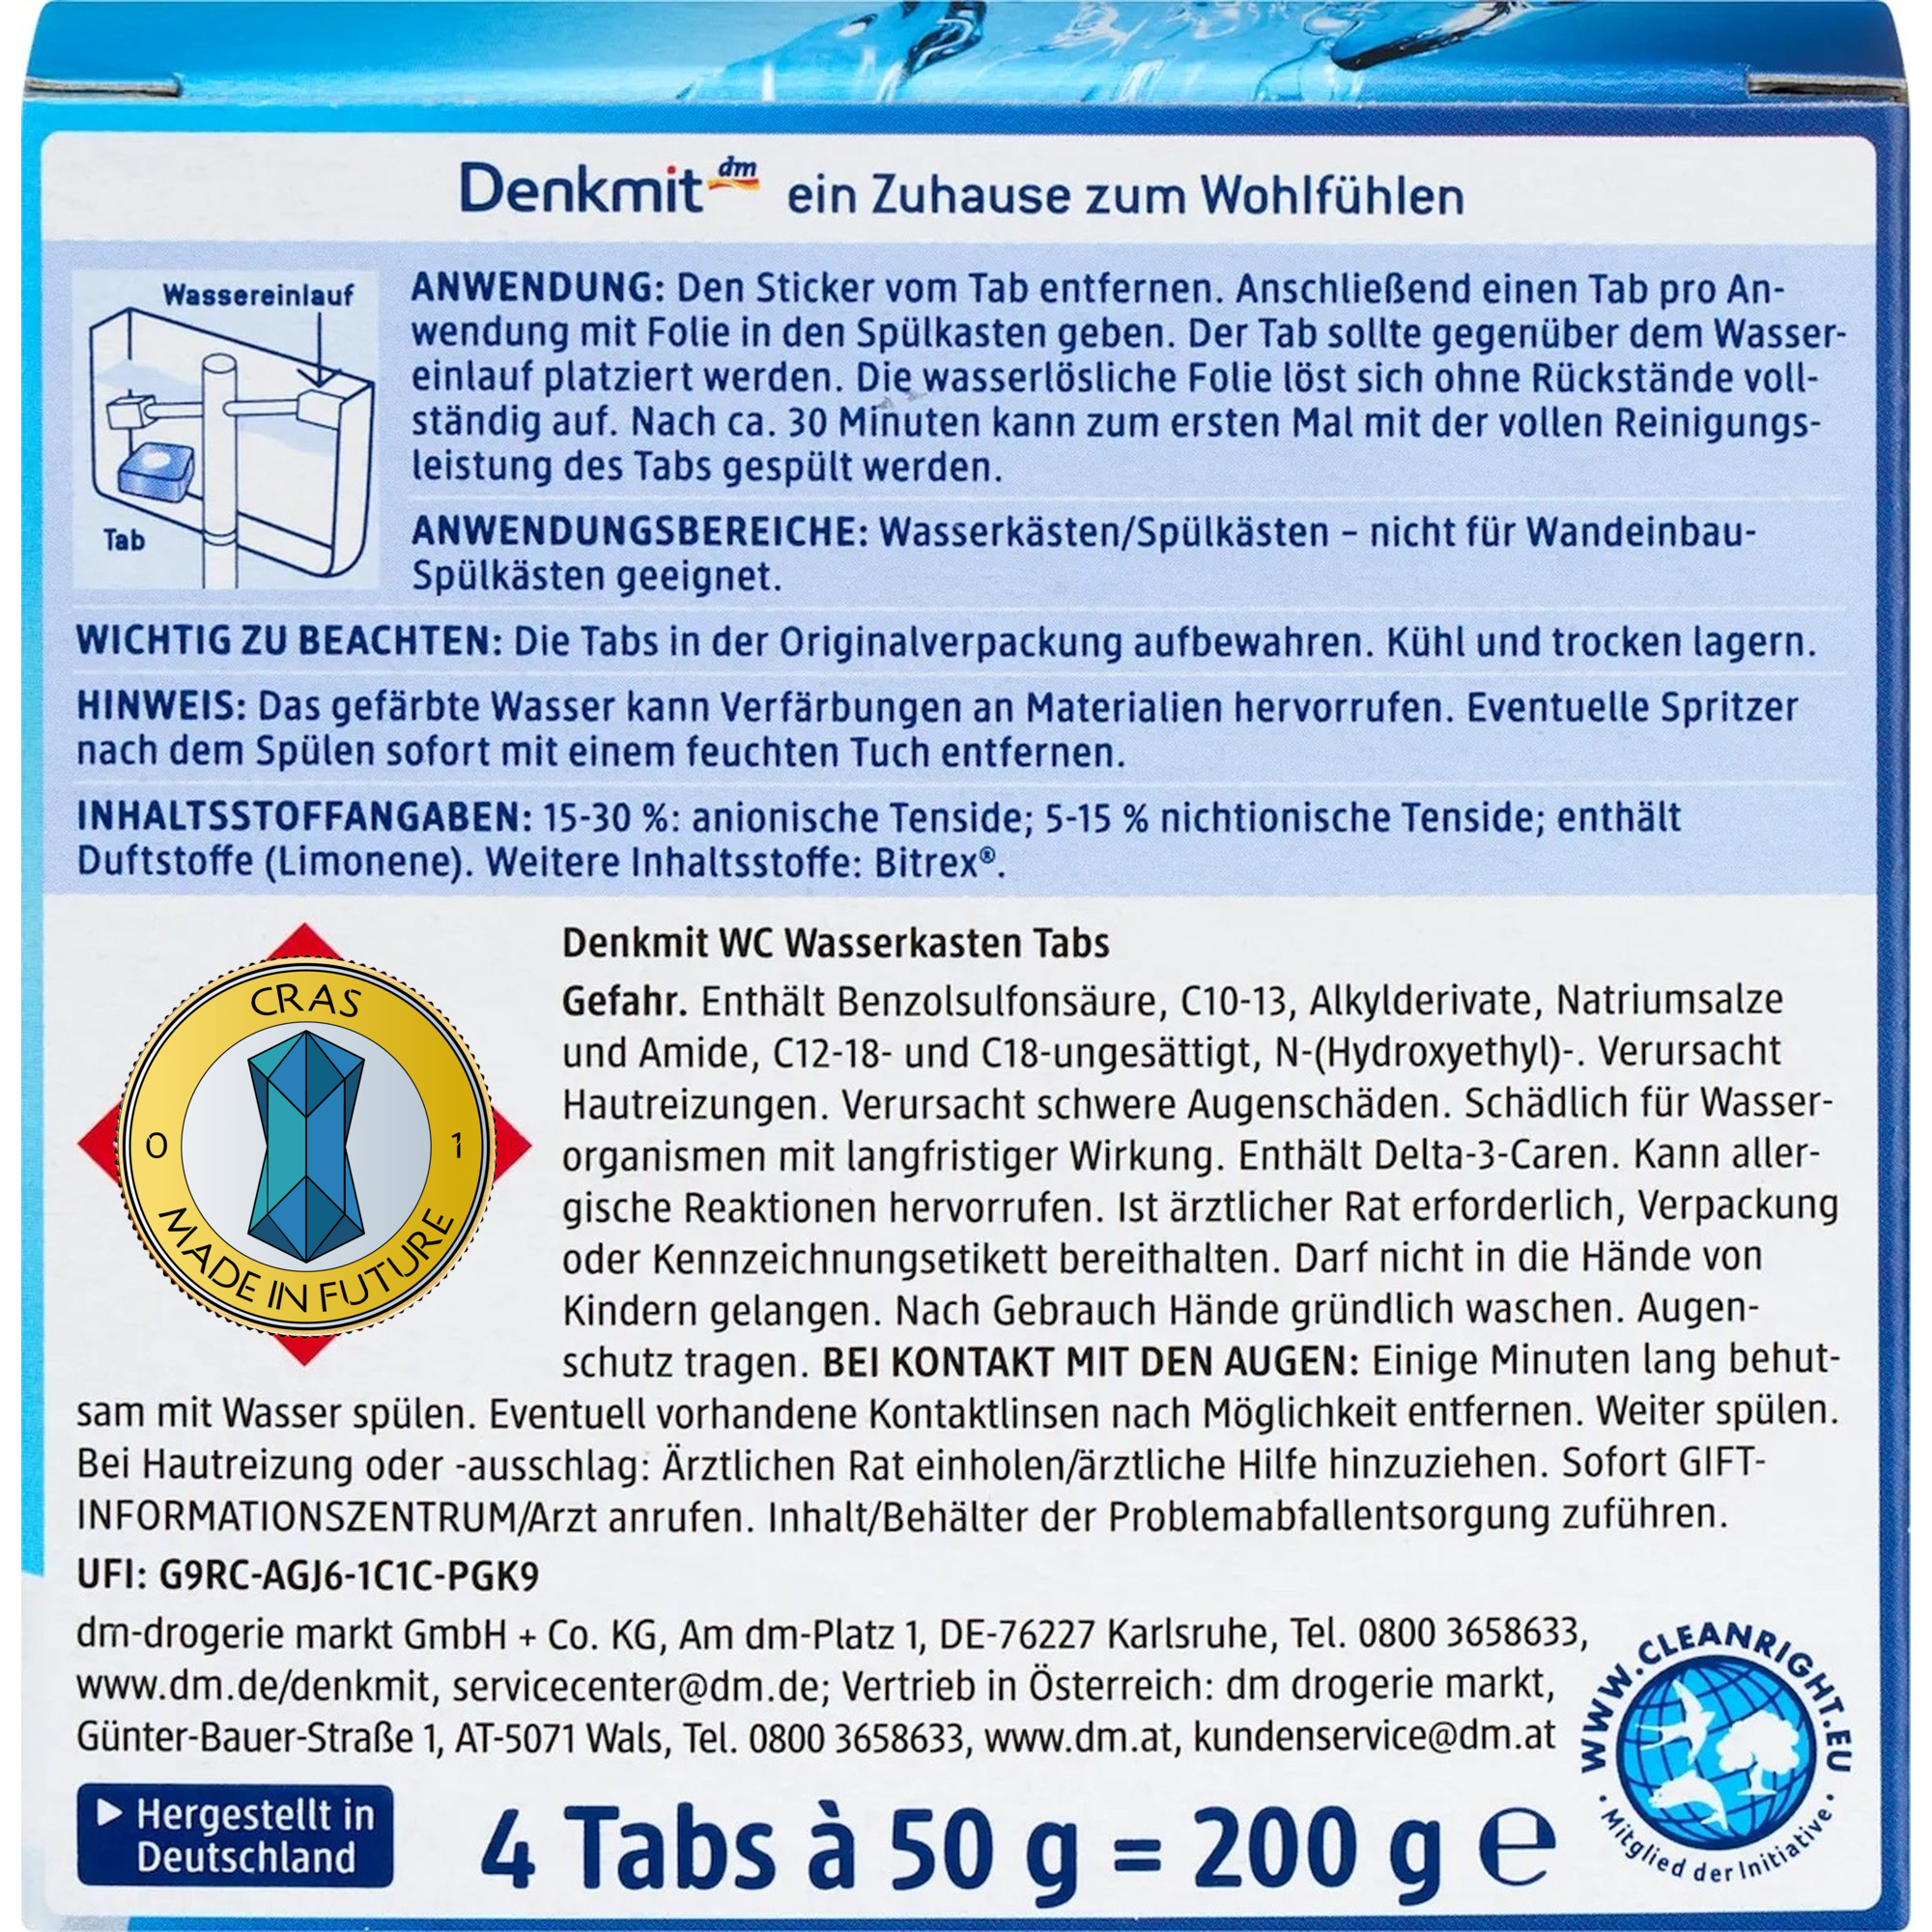 Denkmit dm ein Zuhause zum Wohlfühlen
Wassereinlauf
Tab
ANWENDUNG: Den Sticker vom Tab entfernen. Anschließend einen Tab pro An-
wendung mit Folie in den Spülkasten geben. Der Tab sollte gegenüber dem Wasser-
einlauf platziert werden. Die wasserlösliche Folie löst sich ohne Rückstände voll-
ständig auf. Nach ca. 30 Minuten kann zum ersten Mal mit der vollen Reinigungs-
leistung des Tabs gespült werden.
ANWENDUNGSBEREICHE: Wasserkästen/Spülkästen – nicht für Wandeinbau-
Spülkästen geeignet.
WICHTIG ZU BEACHTEN: Die Tabs in der Originalverpackung aufbewahren. Kühl und trocken lagern.
HINWEIS: Das gefärbte Wasser kann Verfärbungen an Materialien hervorrufen. Eventuelle Spritzer
nach dem Spülen sofort mit einem feuchten Tuch entfernen.
INHALTSSTOFFANGABEN: 15-30 %: anionische Tenside; 5-15 % nichtionische Tenside; enthält
Duftstoffe (Limonene). Weitere Inhaltsstoffe: Bitrex®.
CRAS
0 1
MADE IN FUTURE
Denkmit WC Wasserkasten Tabs
Gefahr. Enthält Benzolsulfonsäure, C10-13, Alkylderivate, Natriumsalze
und Amide, C12-18- und C18-ungesättigt, N-(Hydroxyethyl)-. Verursacht
Hautreizungen. Verursacht schwere Augenschäden. Schädlich für Wasser-
organismen mit langfristiger Wirkung. Enthält Delta-3-Caren. Kann aller-
gische Reaktionen hervorrufen. Ist ärztlicher Rat erforderlich, Verpackung
oder Kennzeichnungsetikett bereithalten. Darf nicht in die Hände von
Kindern gelangen. Nach Gebrauch Hände gründlich waschen. Augen-
schutz tragen. BEI KONTAKT MIT DEN AUGEN: Einige Minuten lang behut-
sam mit Wasser spülen. Eventuell vorhandene Kontaktlinsen nach Möglichkeit entfernen. Weiter spülen.
Bei Hautreizung oder -ausschlag: Ärztlichen Rat einholen/ärztliche Hilfe hinzuziehen. Sofort GIFT-
INFORMATIONSZENTRUM/Arzt anrufen. Inhalt/Behälter der Problemabfallentsorgung zuführen.
UFI: G9RC-AGJ6-1C1C-PGK9
dm-drogerie markt GmbH + Co. KG, Am dm-Platz 1, DE-76227 Karlsruhe, Tel. 0800 3658633,
www.dm.de/denkmit, servicecenter@dm.de; Vertrieb in Österreich: dm drogerie markt,
Günter-Bauer-Straße 1, AT-5071 Wals, Tel. 0800 3658633, www.dm.at, kundenservice@dm.at
WWW.CLEANRIGHT.EU
• Mitglied der Initiative •
Hergestellt in
Deutschland
4 Tabs à 50 g = 200 g e